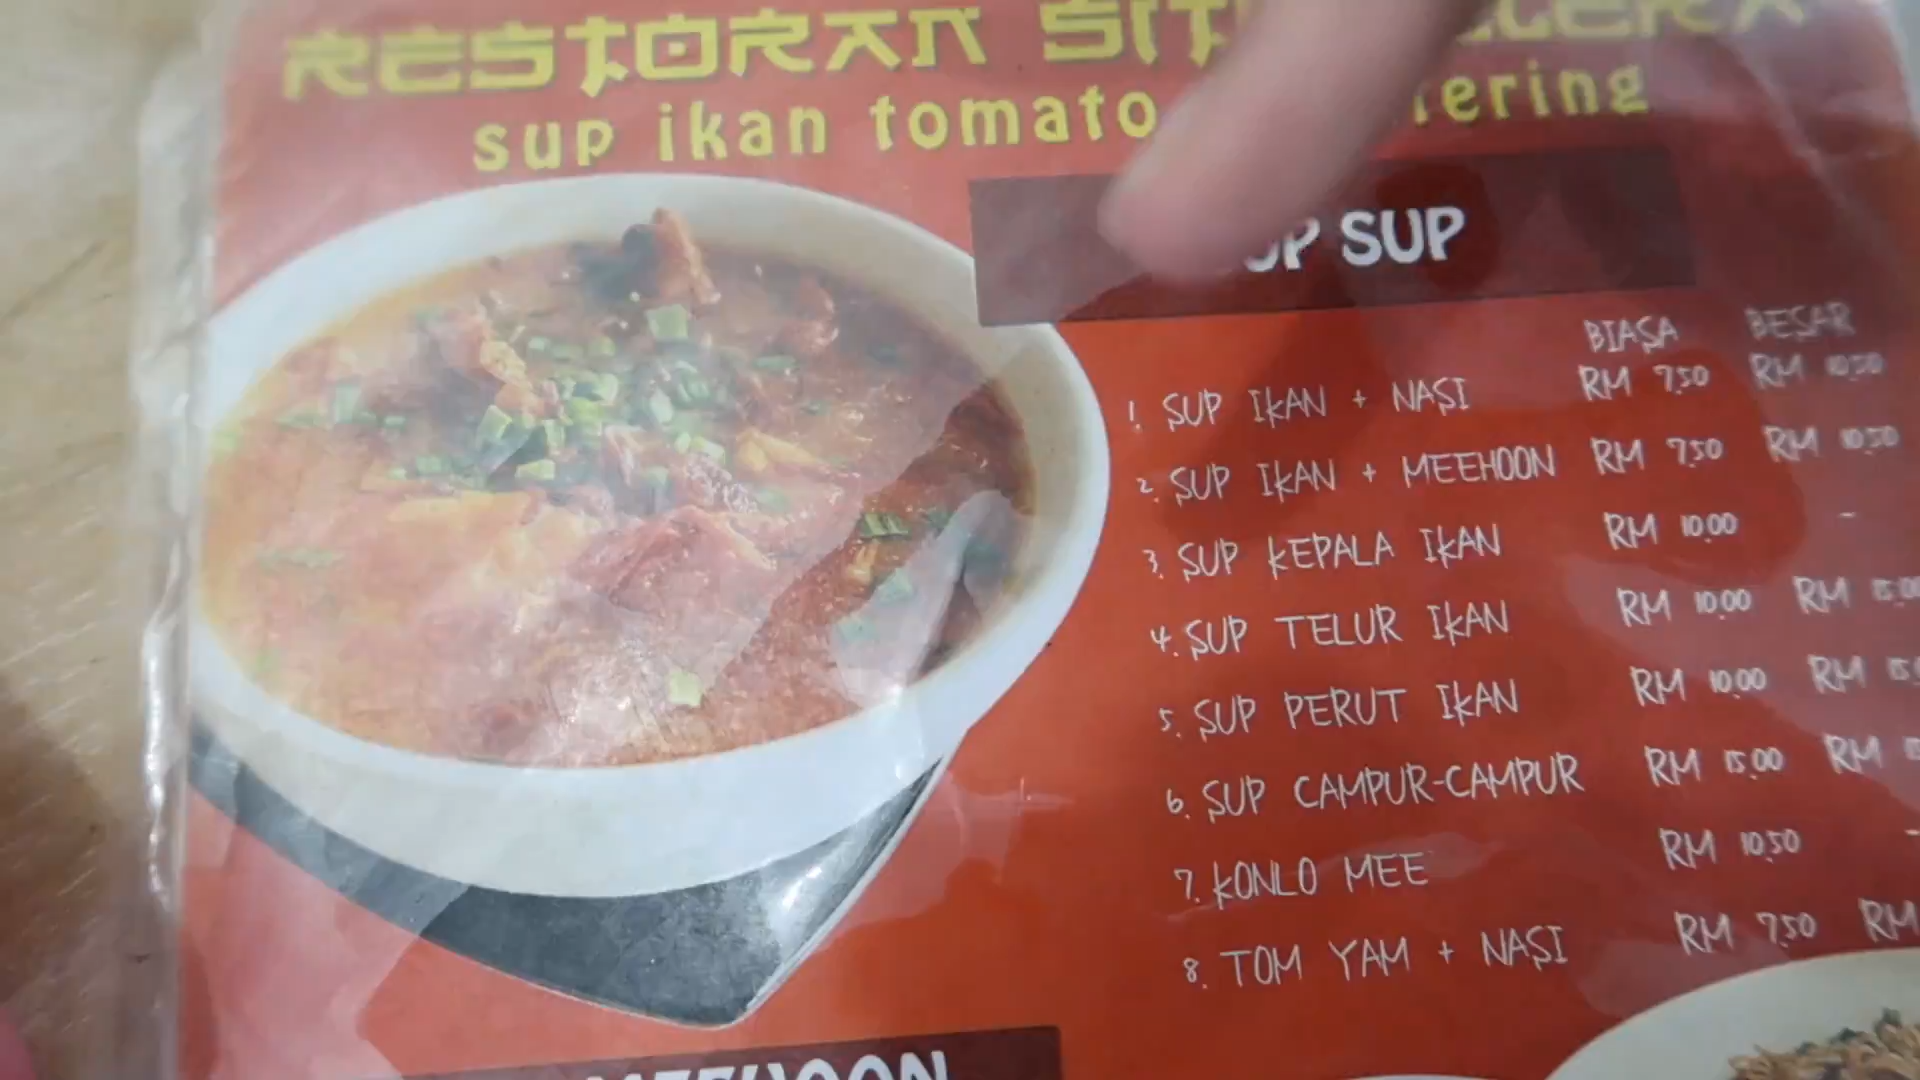 RESTORAN
sup ikan tomato
SUP
BIASA BESAR
1. SUP IKAN + NASI RM 7.50 RM 10.50
2. SUP IKAN + MEEHOON RM 7.50 RM 10.50
3. SUP KEPALA IKAN RM 10.00 -
4. SUP TELUR IKAN RM 10.00 RM 15.00
5. SUP PERUT IKAN RM 10.00 RM
6. SUP CAMPUR-CAMPUR RM 15.00 RM
7. KONLO MEE RM 10.50 -
8. TOM YAM + NASI RM 7.50 RM
MEEHOON